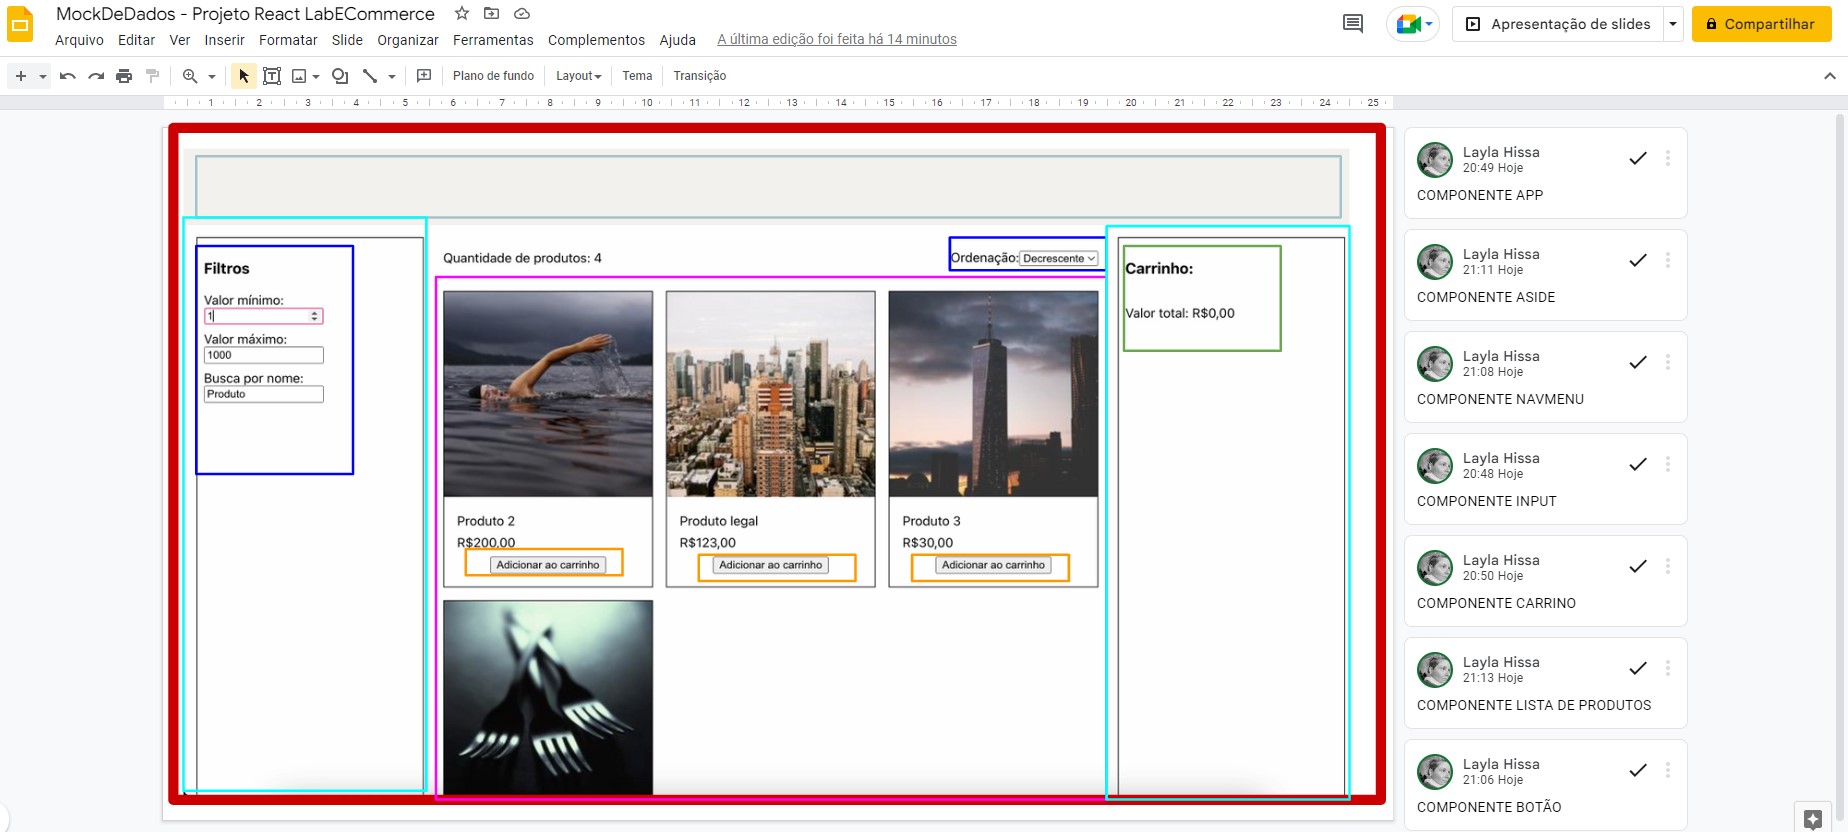 MockDeDados - Projeto React LabECommerce
Apresentação de slides
Compartilhar
Arquivo Editar Ver Inserir Formatar Slide Organizar Ferramentas Complementos Ajuda A última edição foi feita há 14 minutos
Plano de fundo Layout Tema Transição
1 2 3 4 5 6 7 8 9 10 11 12 13 14 15 16 17 18 19 20 21 22 23 24 25
Filtros
Valor mínimo:
1
Valor máximo:
1000
Busca por nome:
Produto
Quantidade de produtos: 4
Ordenação: Decrescente
Produto 2
R$200,00
Adicionar ao carrinho
Produto legal
R$123,00
Adicionar ao carrinho
Produto 3
R$30,00
Adicionar ao carrinho
Carrinho:
Valor total: R$0,00
Layla Hissa
20:49 Hoje
COMPONENTE APP
Layla Hissa
21:11 Hoje
COMPONENTE ASIDE
Layla Hissa
21:08 Hoje
COMPONENTE NAVMENU
Layla Hissa
20:48 Hoje
COMPONENTE INPUT
Layla Hissa
20:50 Hoje
COMPONENTE CARRINO
Layla Hissa
21:13 Hoje
COMPONENTE LISTA DE PRODUTOS
Layla Hissa
21:06 Hoje
COMPONENTE BOTÃO